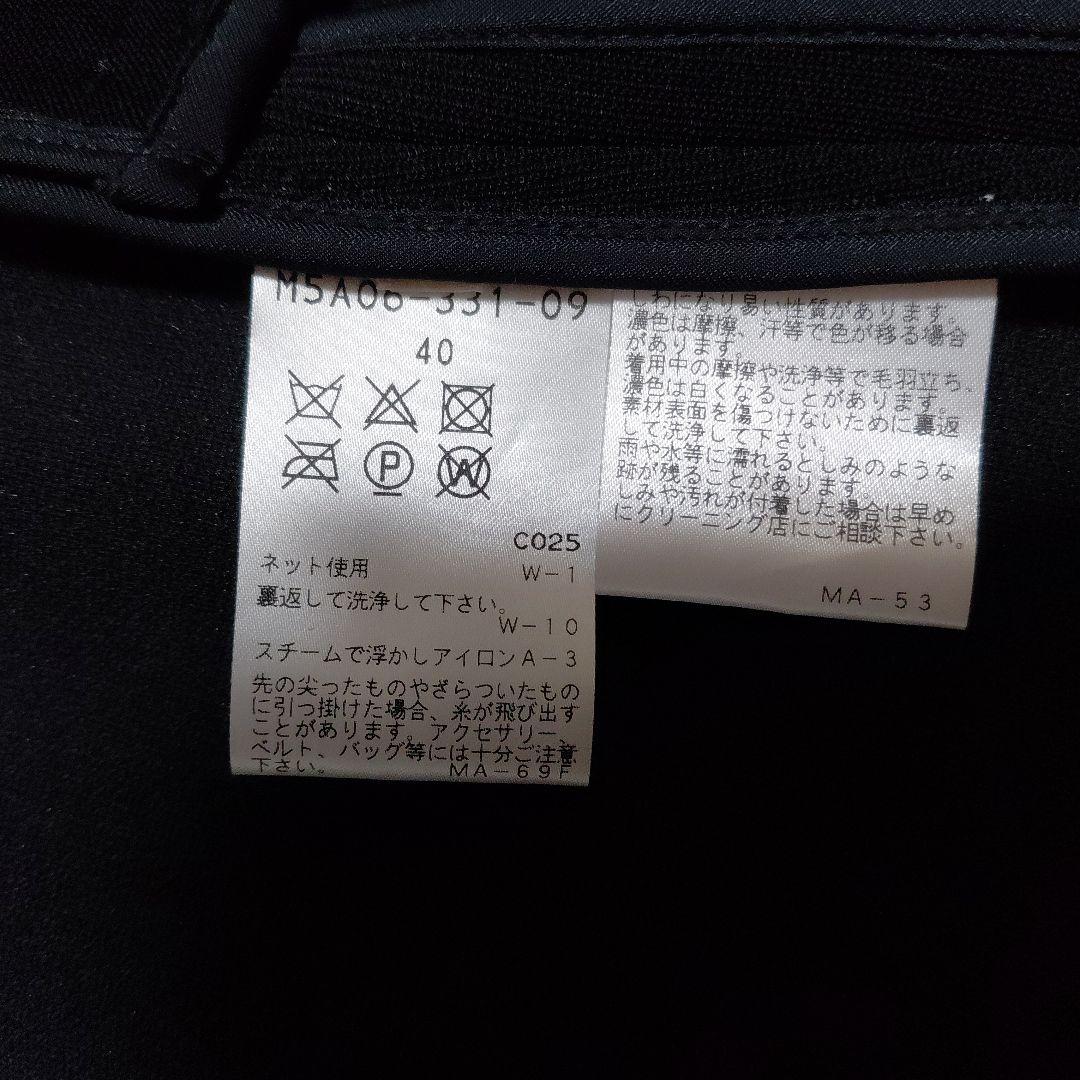 M5A06-331-09
40
P
W
C025
ネット使用 W-1
裏返して洗浄して下さい。
W-10
スチームで浮かしアイロンA-3
先の尖ったものやざらついたもの
に引っ掛けた場合、糸が飛び出す
ことがあります。アクセサリー、
ベルト、バッグ等には十分ご注意
下さい。 MA-69F
しわになり易い性質があります。
濃色は摩擦、汗等で色が移る場合
があります。
着用中の摩擦や洗浄等で毛羽立ち、
濃色は白くなることがあります。
素材表面を傷つけないために裏返
して洗浄して下さい。
雨や水等に濡れるとしみのような
跡が残ることがあります。
しみや汚れが付着した場合は早め
にクリーニング店にご相談下さい。
MA-53